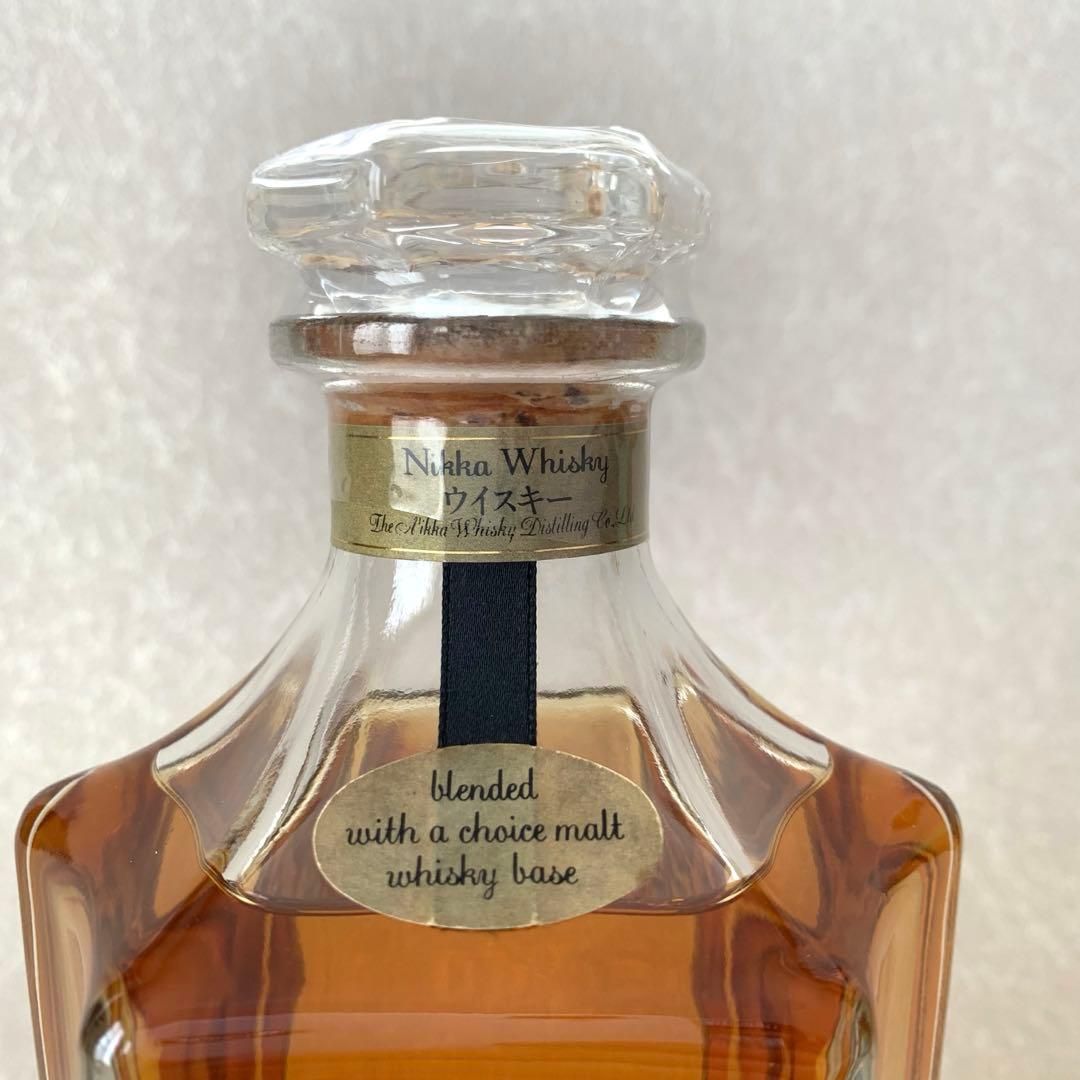 Nikka Whisky
ウイスキー
The Nikka Whisky Distilling Co. Ltd
blended
with a choice malt
whisky base